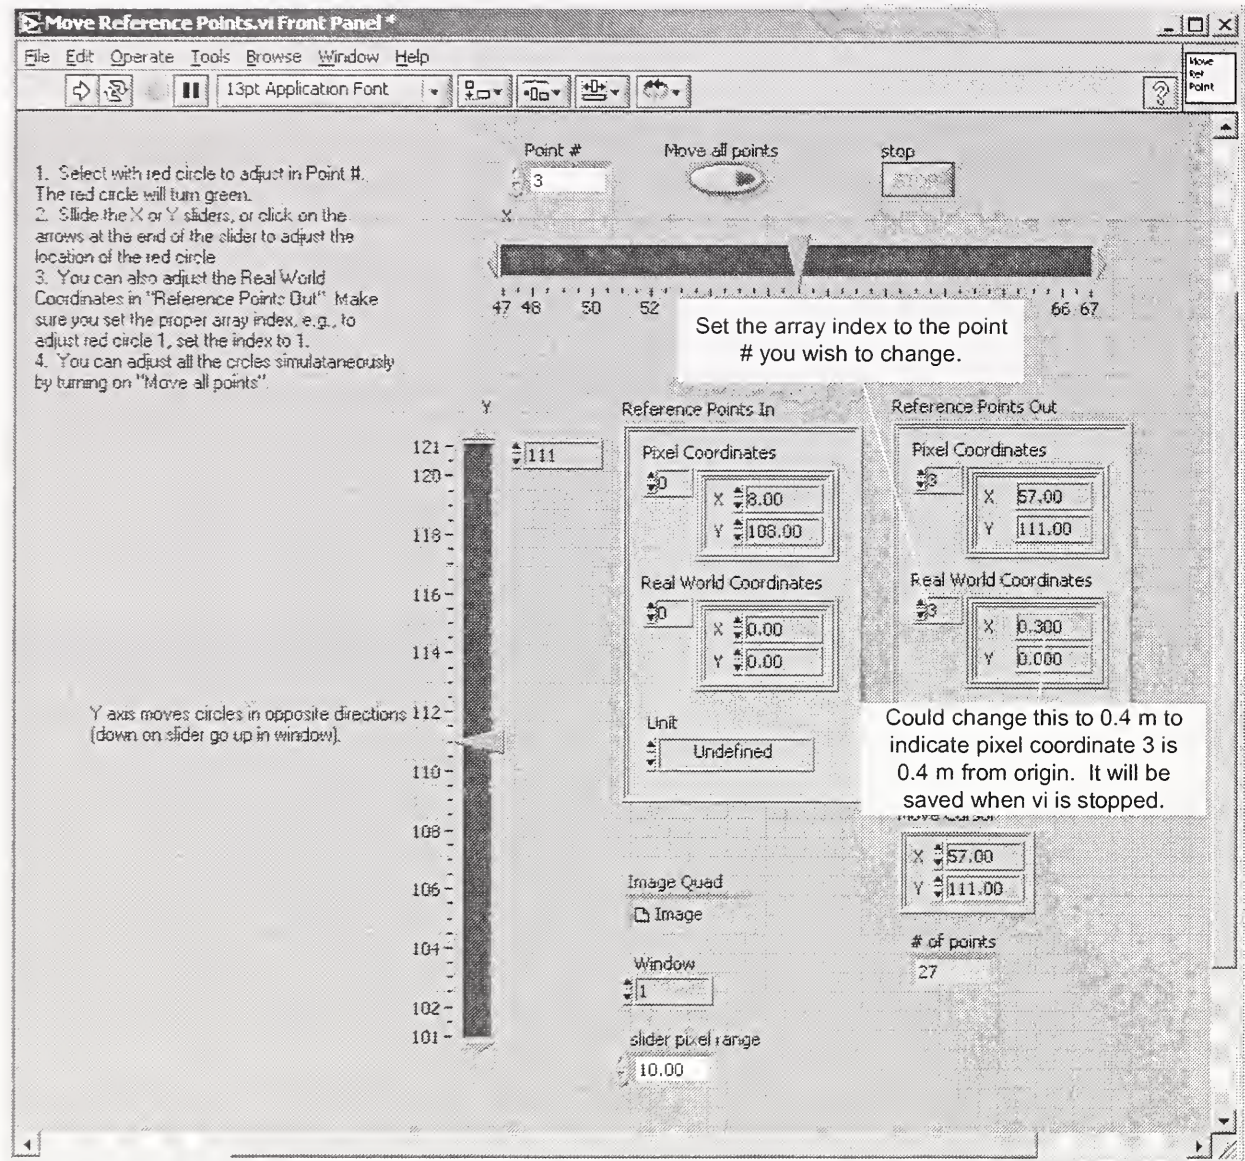 Move Reference Points.vi Front Panel *
File Edit Operate Tools Browse Window Help
13pt Application Font
Move
Ref
Point
1. Select with red circle to adjust in Point #.
The red circle will turn green.
2. Sllide the X or Y sliders, or click on the
arrows at the end of the slider to adjust the
location of the red circle
3. You can also adjust the Real World
Coordinates in "Reference Points Out" Make
sure you set the proper array index, e.g., to
adjust red circle 1, set the index to 1.
4. You can adjust all the circles simulataneously
by turning on "Move all points".
Point #
3
Move all points
stop
STOP
X
47 48 50 52 66 67
Set the array index to the point
# you wish to change.
Y
121
120
118
116
114
112
110
108
106
104
102
101
111
Y axis moves circles in opposite directions
(down on slider go up in window).
Reference Points In
Pixel Coordinates
0
X 8.00
Y 108.00
Real World Coordinates
0
X 0.00
Y 0.00
Unit
Undefined
Reference Points Out
Pixel Coordinates
3
X 57.00
Y 111.00
Real World Coordinates
3
X 0.300
Y 0.000
Could change this to 0.4 m to
indicate pixel coordinate 3 is
0.4 m from origin. It will be
saved when vi is stopped.
Move Cursor
X 57.00
Y 111.00
# of points
27
Image Quad
Image
Window
1
slider pixel range
10.00